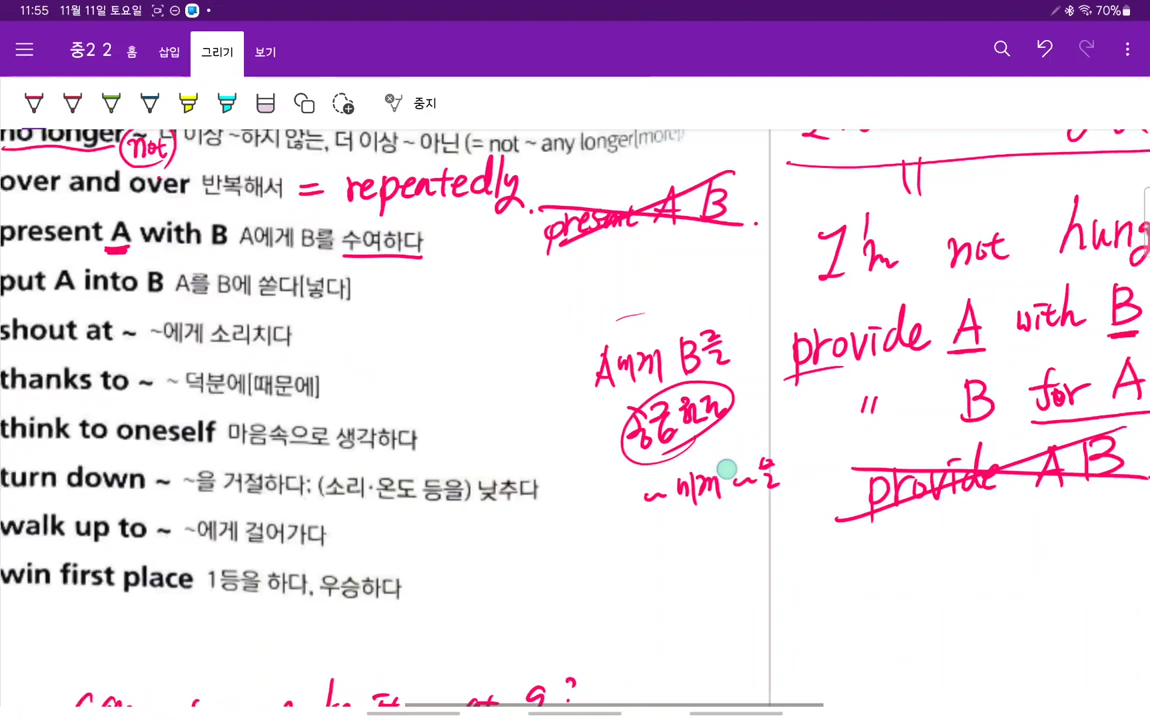 11:55 11월 11일 토요일 70%
중2 2 홈 삽입 그리기 보기
중지
no longer ~ 더 이상 ~하지 않는, 더 이상 ~ 아닌 (= not ~ any longer[more])
not
over and over 반복해서 = repeatedly.
present A B.
present A with B A에게 B를 수여하다
put A into B A를 B에 쏟다[넣다]
shout at ~ ~에게 소리치다
thanks to ~ ~ 덕분에[때문에]
think to oneself 마음속으로 생각하다
turn down ~ ~을 거절하다; (소리·온도 등을) 낮추다
walk up to ~ ~에게 걸어가다
win first place 1등을 하다, 우승하다
A에게 B를
~에게 ~을
I'm not hung
provide A with B
" B for A
provide A B
at 9?